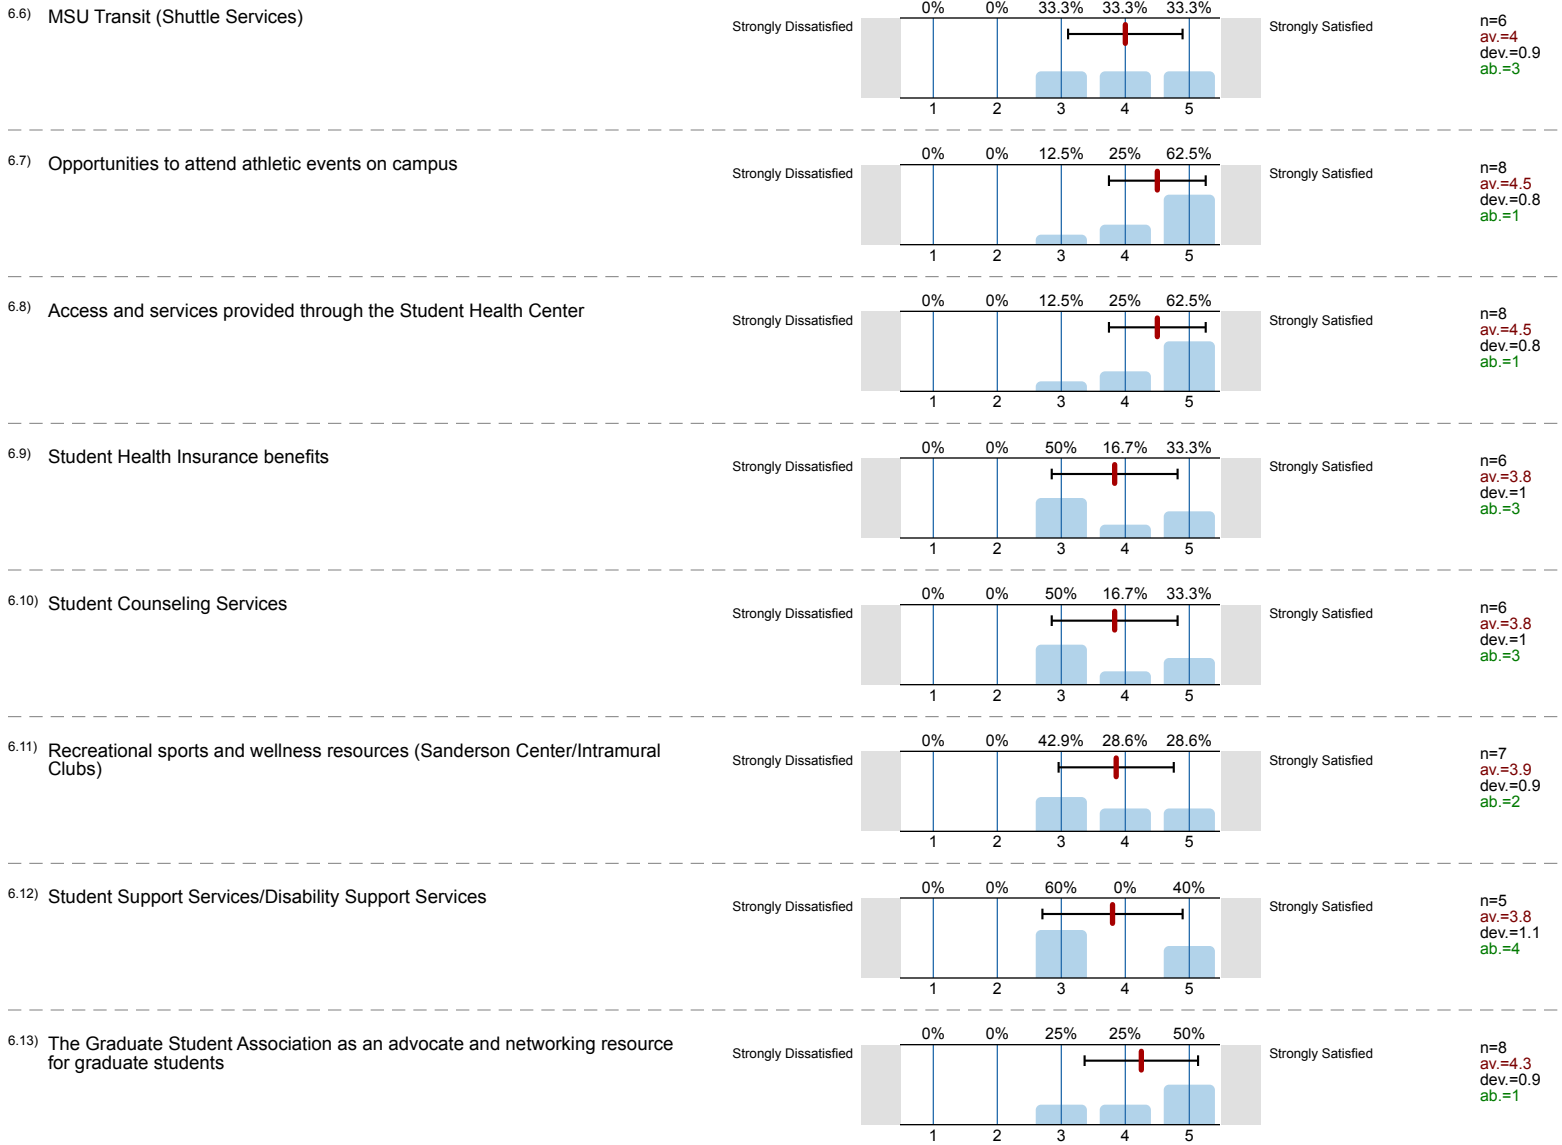 6.6) MSU Transit (Shuttle Services)
Strongly Dissatisfied
0% 0% 33.3% 33.3% 33.3%
1 2 3 4 5
Strongly Satisfied
n=6
av.=4
dev.=0.9
ab.=3
6.7) Opportunities to attend athletic events on campus
Strongly Dissatisfied
0% 0% 12.5% 25% 62.5%
1 2 3 4 5
Strongly Satisfied
n=8
av.=4.5
dev.=0.8
ab.=1
6.8) Access and services provided through the Student Health Center
Strongly Dissatisfied
0% 0% 12.5% 25% 62.5%
1 2 3 4 5
Strongly Satisfied
n=8
av.=4.5
dev.=0.8
ab.=1
6.9) Student Health Insurance benefits
Strongly Dissatisfied
0% 0% 50% 16.7% 33.3%
1 2 3 4 5
Strongly Satisfied
n=6
av.=3.8
dev.=1
ab.=3
6.10) Student Counseling Services
Strongly Dissatisfied
0% 0% 50% 16.7% 33.3%
1 2 3 4 5
Strongly Satisfied
n=6
av.=3.8
dev.=1
ab.=3
6.11) Recreational sports and wellness resources (Sanderson Center/Intramural
Clubs)
Strongly Dissatisfied
0% 0% 42.9% 28.6% 28.6%
1 2 3 4 5
Strongly Satisfied
n=7
av.=3.9
dev.=0.9
ab.=2
6.12) Student Support Services/Disability Support Services
Strongly Dissatisfied
0% 0% 60% 0% 40%
1 2 3 4 5
Strongly Satisfied
n=5
av.=3.8
dev.=1.1
ab.=4
6.13) The Graduate Student Association as an advocate and networking resource
for graduate students
Strongly Dissatisfied
0% 0% 25% 25% 50%
1 2 3 4 5
Strongly Satisfied
n=8
av.=4.3
dev.=0.9
ab.=1